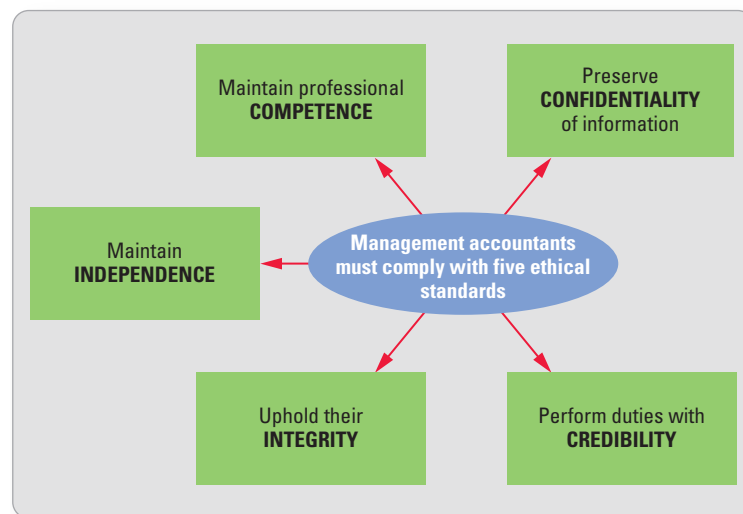 Maintain professional
COMPETENCE
Preserve
CONFIDENTIALITY
of information
Maintain
INDEPENDENCE
Management accountants
must comply with five ethical
standards
Uphold their
INTEGRITY
Perform duties with
CREDIBILITY